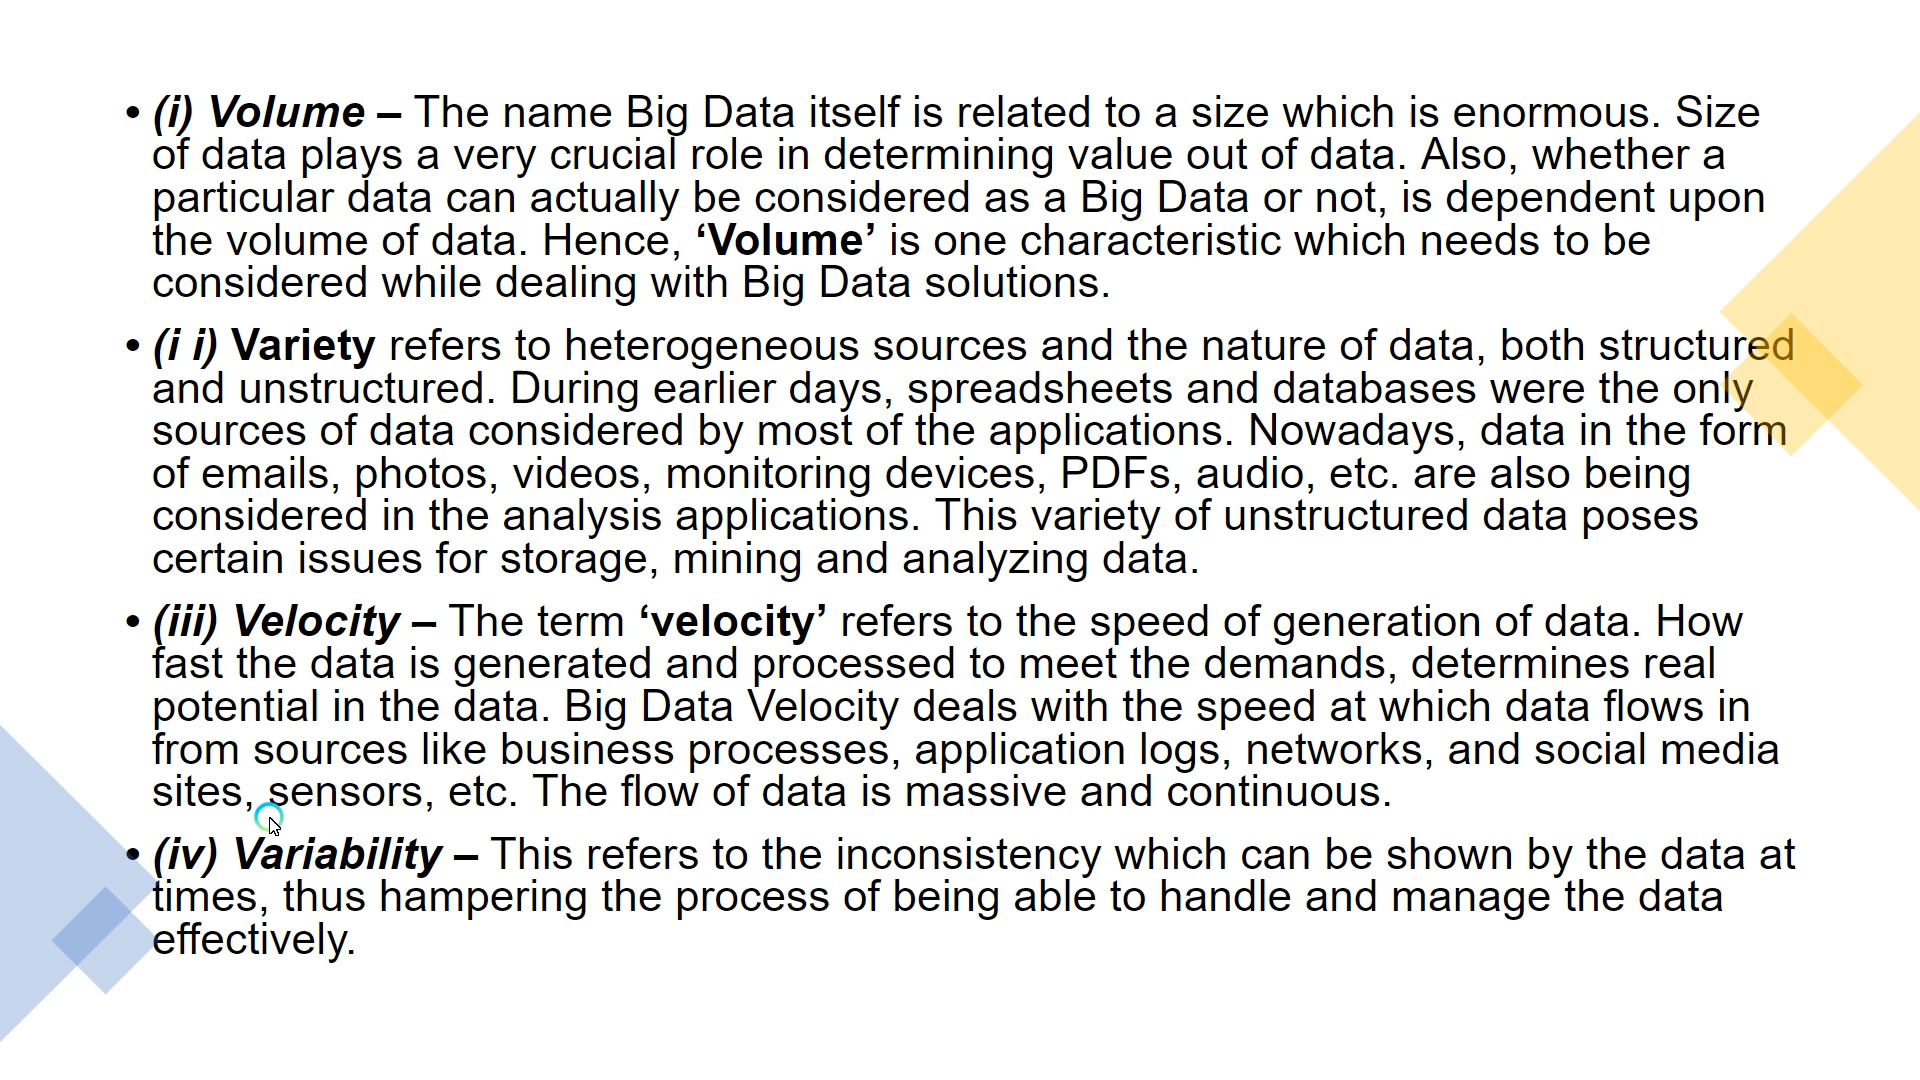 • (i) Volume – The name Big Data itself is related to a size which is enormous. Size
of data plays a very crucial role in determining value out of data. Also, whether a
particular data can actually be considered as a Big Data or not, is dependent upon
the volume of data. Hence, ‘Volume’ is one characteristic which needs to be
considered while dealing with Big Data solutions.
• (i i) Variety refers to heterogeneous sources and the nature of data, both structured
and unstructured. During earlier days, spreadsheets and databases were the only
sources of data considered by most of the applications. Nowadays, data in the form
of emails, photos, videos, monitoring devices, PDFs, audio, etc. are also being
considered in the analysis applications. This variety of unstructured data poses
certain issues for storage, mining and analyzing data.
• (iii) Velocity – The term ‘velocity’ refers to the speed of generation of data. How
fast the data is generated and processed to meet the demands, determines real
potential in the data. Big Data Velocity deals with the speed at which data flows in
from sources like business processes, application logs, networks, and social media
sites, sensors, etc. The flow of data is massive and continuous.
• (iv) Variability – This refers to the inconsistency which can be shown by the data at
times, thus hampering the process of being able to handle and manage the data
effectively.